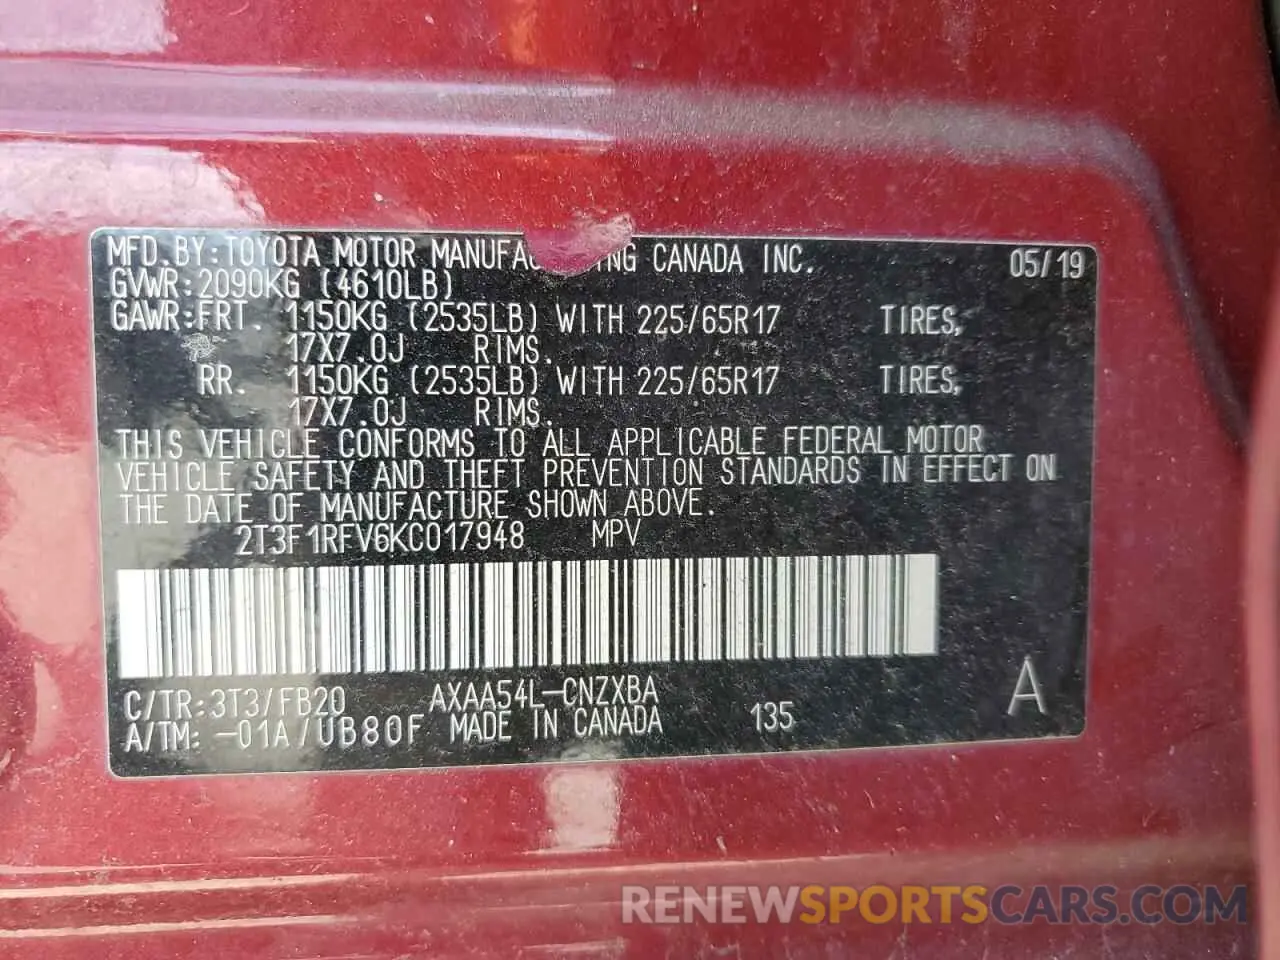 MFD.BY:TOYOTA MOTOR MANUFAC ING CANADA INC. 05/19
GVWR:2090KG (4610LB)
GAWR:FRT. 1150KG (2535LB) WITH 225/65R17 TIRES,
17X7.0J RIMS.
RR. 1150KG (2535LB) WITH 225/65R17 TIRES,
17X7.0J RIMS.
THIS VEHICLE CONFORMS TO ALL APPLICABLE FEDERAL MOTOR
VEHICLE SAFETY AND THEFT PREVENTION STANDARDS IN EFFECT ON
THE DATE OF MANUFACTURE SHOWN ABOVE.
2T3F1RFV6KC017948 MPV
C/TR:3T3/FB20 AXAA54L-CNZXBA
A/TM: -01A/UB80F MADE IN CANADA 135 A
RENEWSPORTSCARS.COM